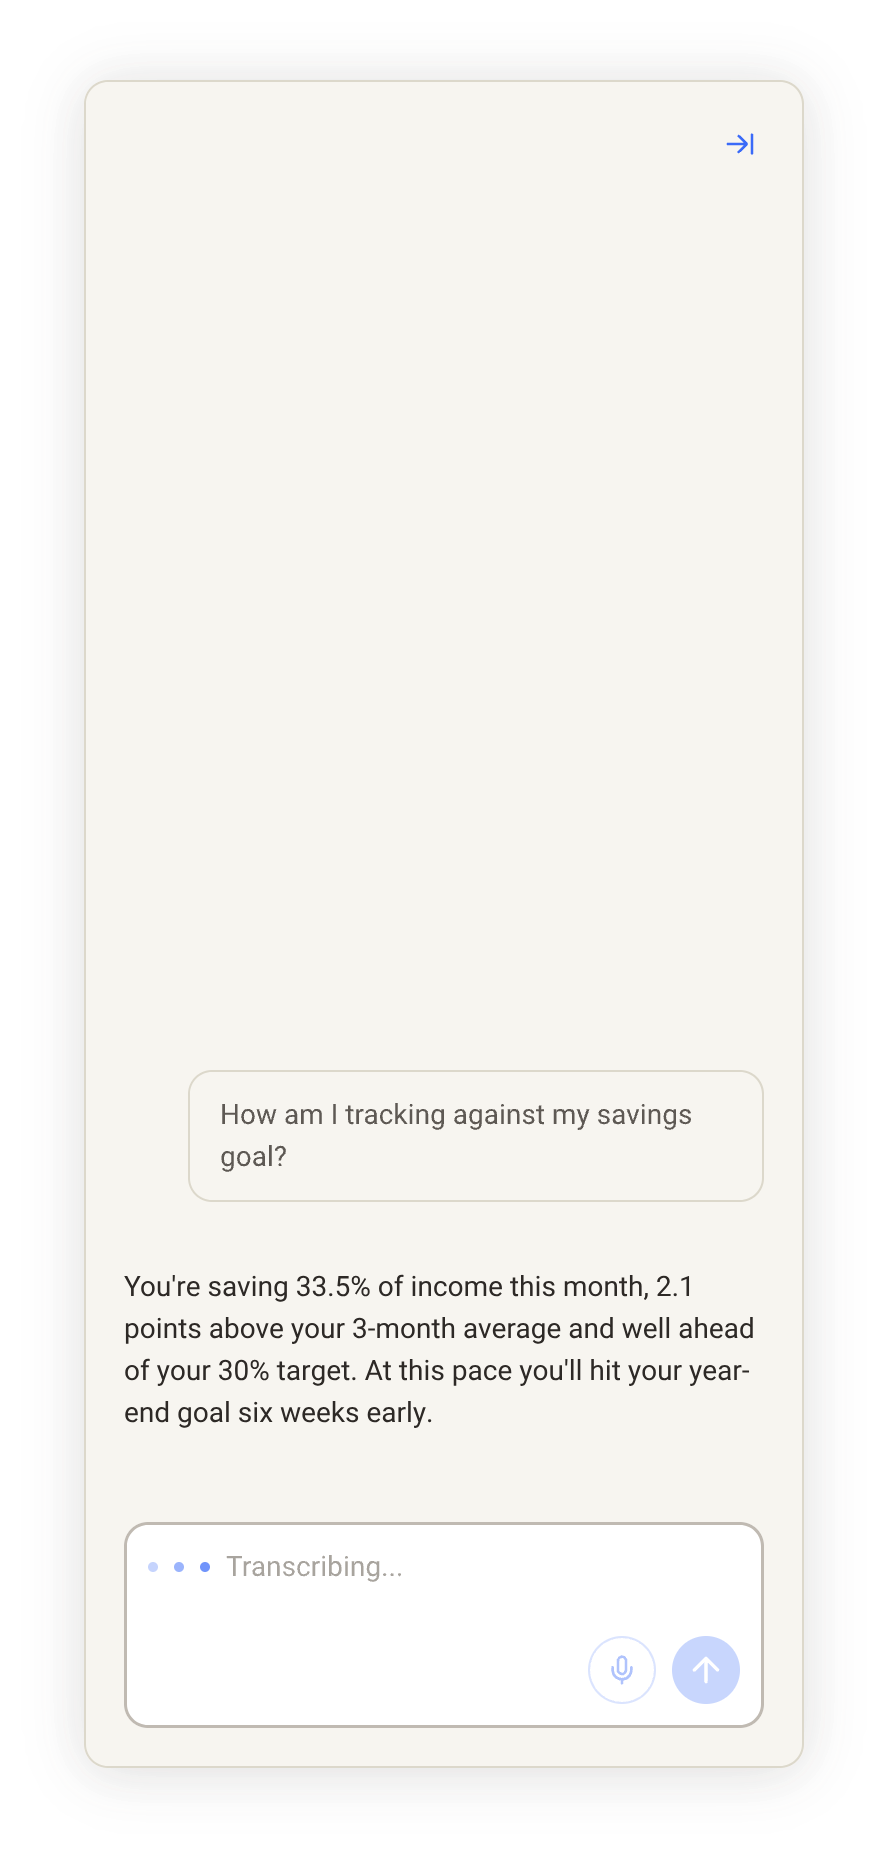 How am I tracking against my savings
goal?
You're saving 33.5% of income this month, 2.1
points above your 3-month average and well ahead
of your 30% target. At this pace you'll hit your year-
end goal six weeks early.
Transcribing...